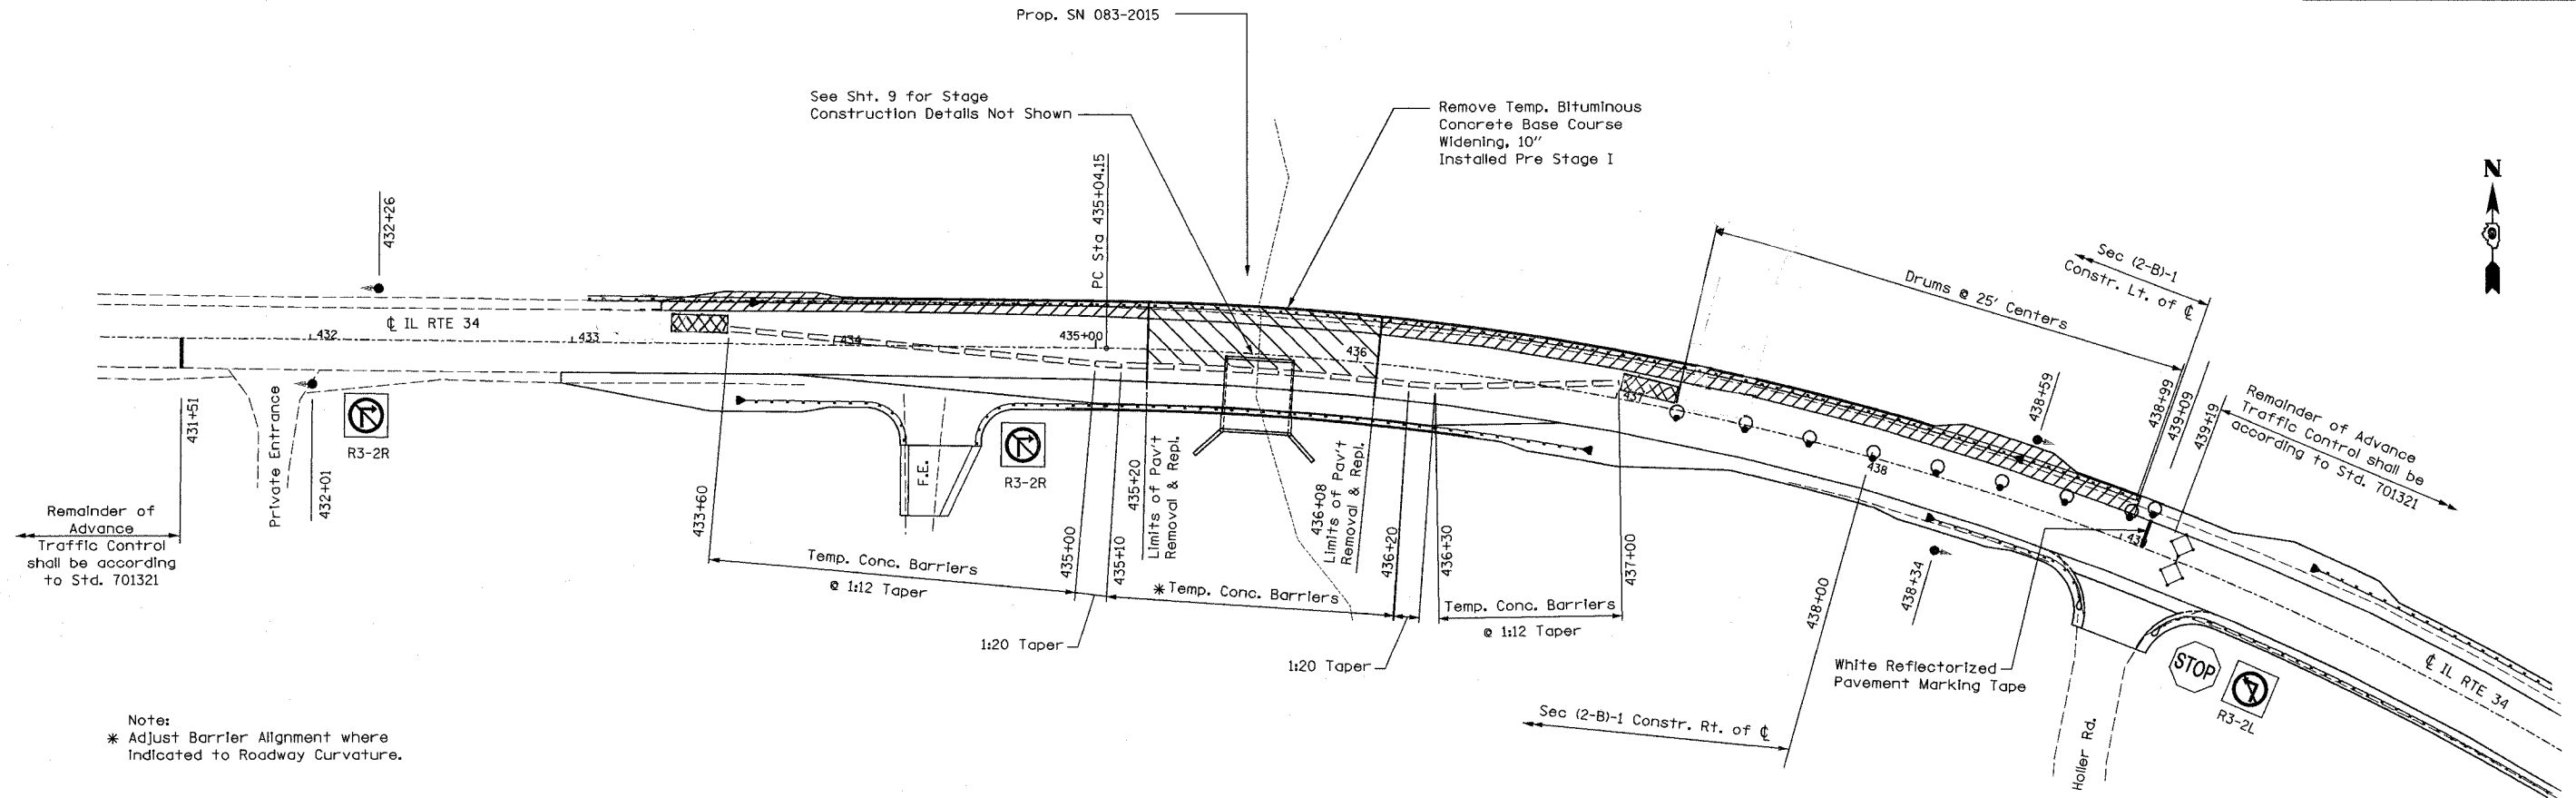 Prop. SN 083-2015
See Sht. 9 for Stage
Construction Details Not Shown
Remove Temp. Bituminous
Concrete Base Course
Widening, 10"
Installed Pre Stage I
N
432+26
PC Sta 435+04.15
Sec (2-B)-1
Constr. Lt. of ℄
Drums @ 25' Centers
438+59
438+99
439+09
439+19
Remainder of Advance
Traffic Control shall be
according to Std. 701321
℄ IL RTE 34
432
433
434
435+00
436
437
438
431+51
Private Entrance
432+01
R3-2R
F.E.
R3-2R
433+60
435+00
435+10
435+20
Limits of Pav't
Removal & Repl.
436+08
Limits of Pav't
Removal & Repl.
436+20
436+30
437+00
438+00
438+34
Remainder of
Advance
Traffic Control
shall be according
to Std. 701321
Temp. Conc. Barriers
@ 1:12 Taper
1:20 Taper
* Temp. Conc. Barriers
1:20 Taper
Temp. Conc. Barriers
@ 1:12 Taper
White Reflectorized
Pavement Marking Tape
Sec (2-B)-1 Constr. Rt. of ℄
Holler Rd.
STOP
R3-2L
℄ IL RTE 34
Note:
* Adjust Barrier Alignment where
Indicated to Roadway Curvature.